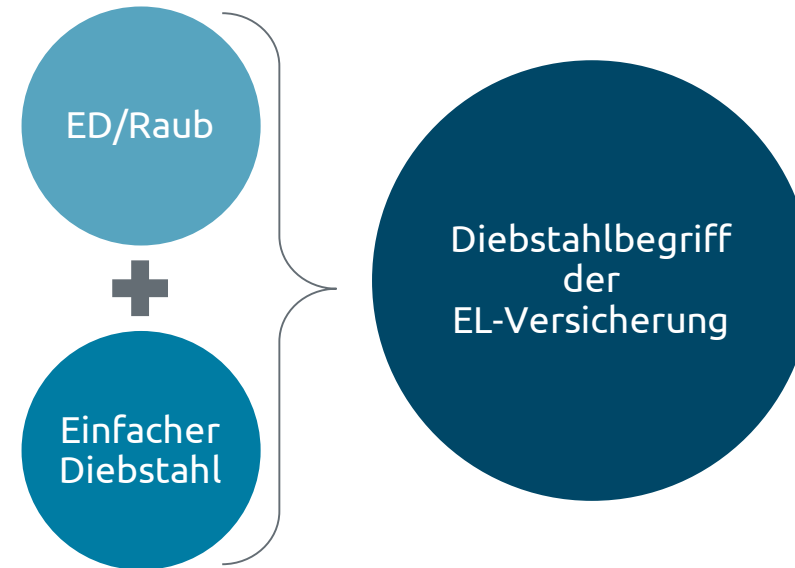 ED/Raub
Einfacher
Diebstahl
Diebstahlbegriff
der
EL-Versicherung